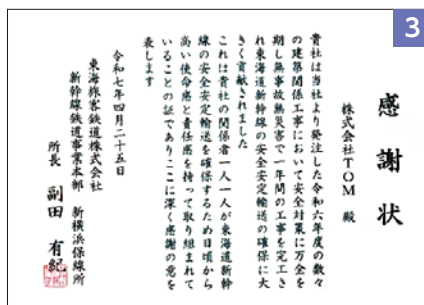 3
感謝状
株式会社TOM 殿
貴社は当社より発注した令和六年度の数々
の建築関係工事において安全対策に万全を
期し無事故無災害で一年間の工事を完工さ
れ東海道新幹線の安全安定輸送の確保に大
きく貢献されました
これは貴社の関係者一人一人が東海道新幹
線の安全安定輸送を確保するため日頃から
高い使命感と責任感を持って取り組まれて
いることの証でありここに深く感謝の意を
表します
令和七年四月二十五日
東海旅客鉄道株式会社
新幹線鉄道事業本部 新横浜保線所
所長 副田 有紀